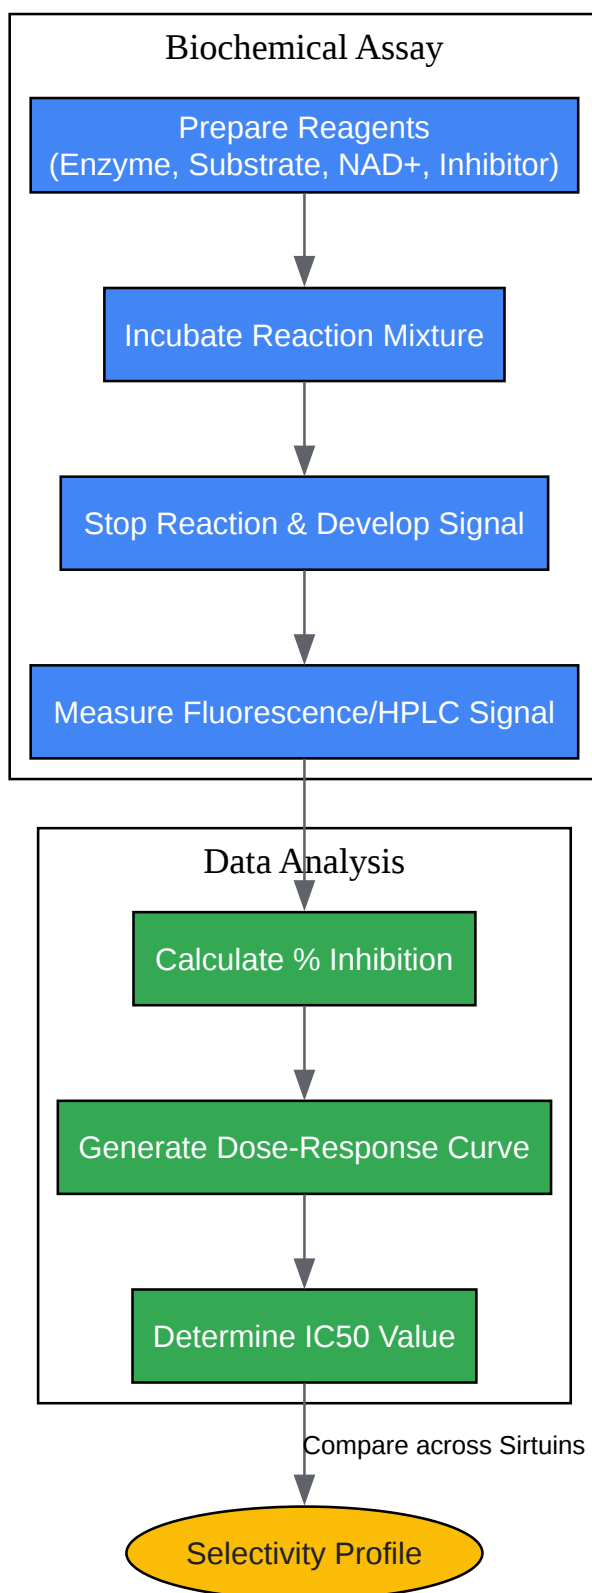 Biochemical Assay
Prepare Reagents
(Enzyme, Substrate, NAD+, Inhibitor)
Incubate Reaction Mixture
Stop Reaction & Develop Signal
Measure Fluorescence/HPLC Signal
Data Analysis
Calculate % Inhibition
Generate Dose-Response Curve
Determine IC50 Value
Compare across Sirtuins
Selectivity Profile